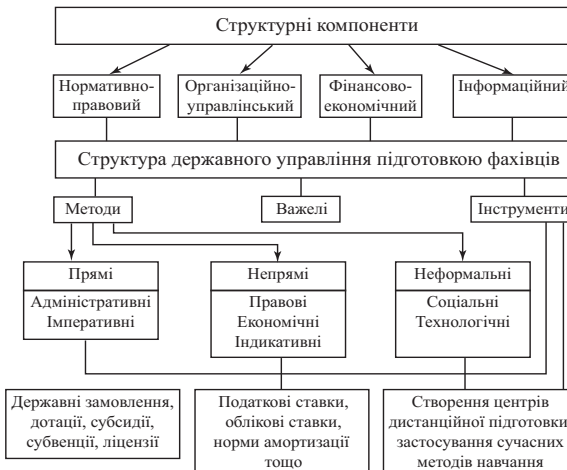 Структурні компоненти
Нормативно-
правовий
Організаційно-
управлінський
Фінансово-
економічний
Інформаційний
Структура державного управління підготовкою фахівців
Методи
Важелі
Інструменти
Прямі
Адміністративні
Імперативні
Непрямі
Правові
Економічні
Індикативні
Неформальні
Соціальні
Технологічні
Державні замовлення,
дотації, субсидії,
субвенції, ліцензії
Податкові ставки,
облікові ставки,
норми амортизації
тощо
Створення центрів
дистанційної підготовки,
застосування сучасних
методів навчання